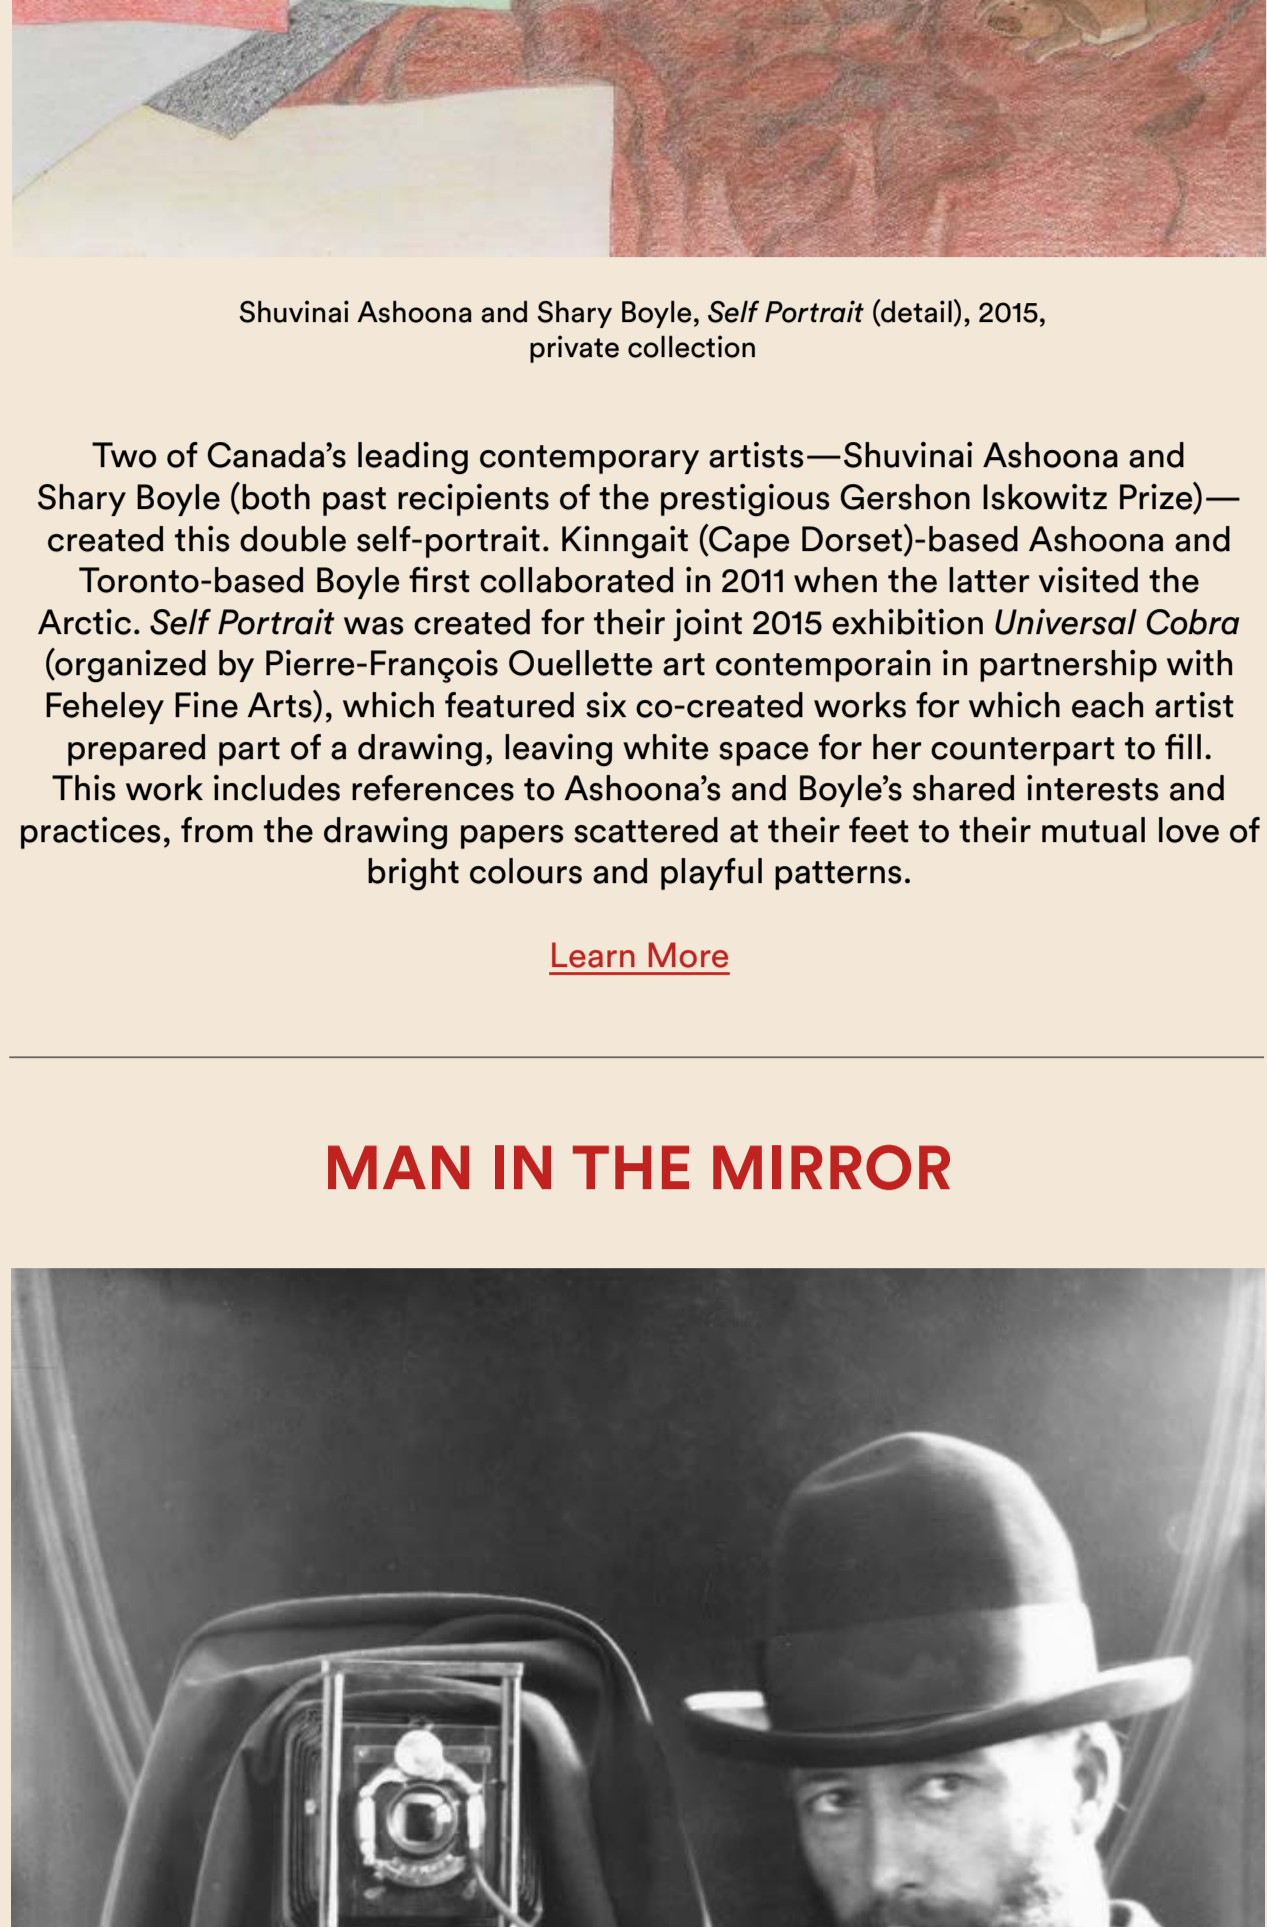 Shuvinai Ashoona and Shary Boyle, Self Portrait (detail), 2015,
private collection
Two of Canada’s leading contemporary artists—Shuvinai Ashoona and
Shary Boyle (both past recipients of the prestigious Gershon Iskowitz Prize)—
created this double self-portrait. Kinngait (Cape Dorset)-based Ashoona and
Toronto-based Boyle first collaborated in 2011 when the latter visited the
Arctic. Self Portrait was created for their joint 2015 exhibition Universal Cobra
(organized by Pierre-François Ouellette art contemporain in partnership with
Feheley Fine Arts), which featured six co-created works for which each artist
prepared part of a drawing, leaving white space for her counterpart to fill.
This work includes references to Ashoona’s and Boyle’s shared interests and
practices, from the drawing papers scattered at their feet to their mutual love of
bright colours and playful patterns.
Learn More
MAN IN THE MIRROR